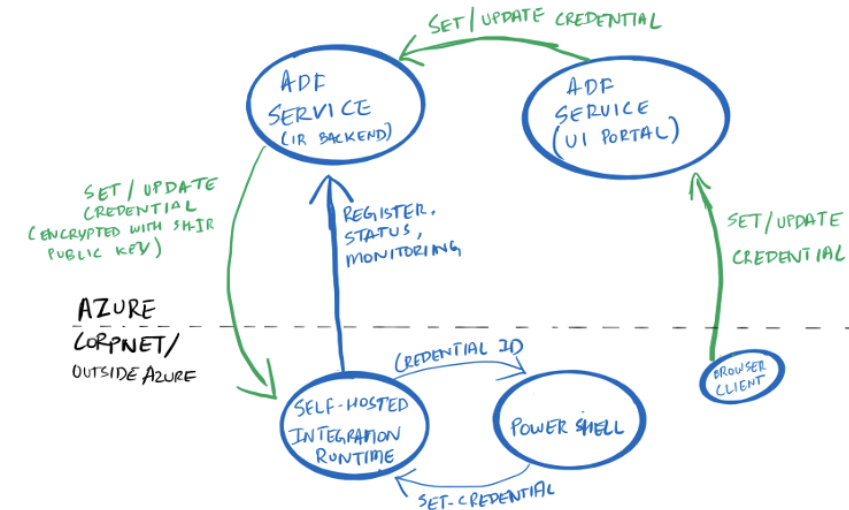 SET/UPDATE CREDENTIAL
ADF
SERVICE
(IR BACKEND)
ADF
SERVICE
(UI PORTAL)
SET/UPDATE
CREDENTIAL
(ENCRYPTED WITH SH-IR
PUBLIC KEY)
REGISTER,
STATUS,
MONITORING
SET/UPDATE
CREDENTIAL
AZURE
CORPNET/
OUTSIDE AZURE
CREDENTIAL ID
BROWSER
CLIENT
SELF-HOSTED
INTEGRATION
RUNTIME
POWER SHELL
SET-CREDENTIAL